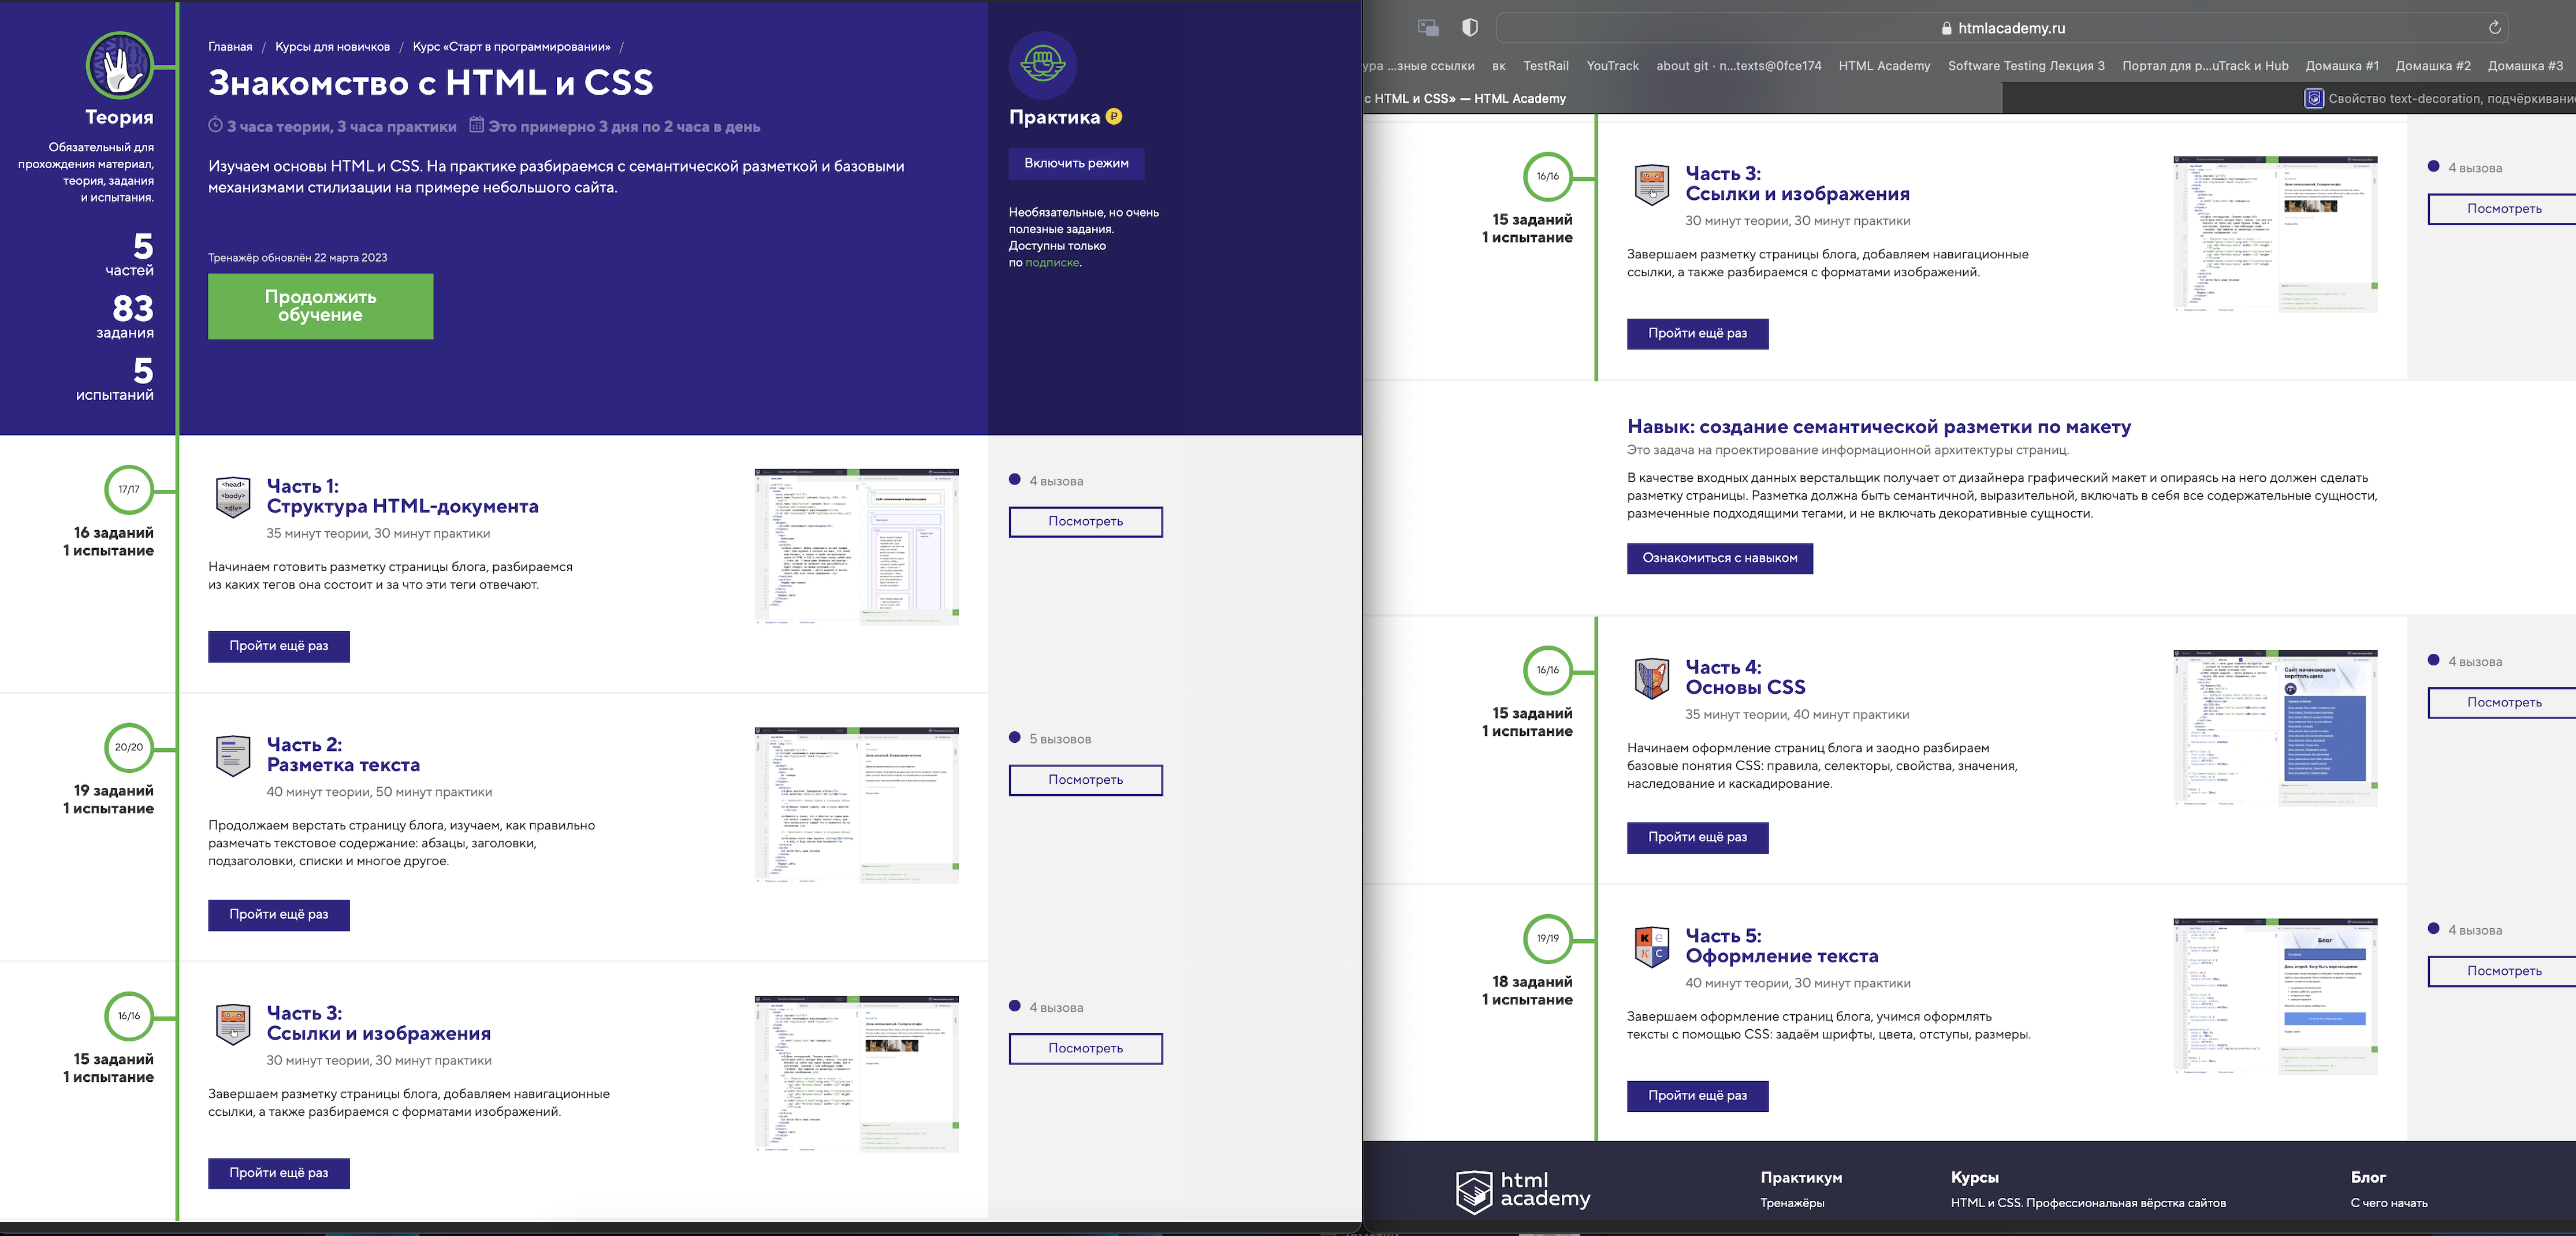 Теория
Обязательный для
прохождения материал,
теория, задания
и испытания.
5
частей
83
задания
5
испытаний
Главная / Курсы для новичков / Курс «Старт в программировании» /
Знакомство с HTML и CSS
3 часа теории, 3 часа практики Это примерно 3 дня по 2 часа в день
Изучаем основы HTML и CSS. На практике разбираемся с семантической разметкой и базовыми
механизмами стилизации на примере небольшого сайта.
Тренажёр обновлён 22 марта 2023
Продолжить
обучение
Практика ₽
Включить режим
Необязательные, но очень
полезные задания.
Доступны только
по подписке.
17/17
16 заданий
1 испытание
<head>
<body>
<div>
Часть 1:
Структура HTML-документа
35 минут теории, 30 минут практики
Начинаем готовить разметку страницы блога, разбираемся
из каких тегов она состоит и за что эти теги отвечают.
Пройти ещё раз
4 вызова
Посмотреть
20/20
19 заданий
1 испытание
Часть 2:
Разметка текста
40 минут теории, 50 минут практики
Продолжаем верстать страницу блога, изучаем, как правильно
размечать текстовое содержание: абзацы, заголовки,
подзаголовки, списки и многое другое.
Пройти ещё раз
5 вызовов
Посмотреть
16/16
15 заданий
1 испытание
Часть 3:
Ссылки и изображения
30 минут теории, 30 минут практики
Завершаем разметку страницы блога, добавляем навигационные
ссылки, а также разбираемся с форматами изображений.
Пройти ещё раз
4 вызова
Посмотреть
htmlacademy.ru
ура ...зные ссылки вк TestRail YouTrack about git · n...texts@0fce174 HTML Academy Software Testing Лекция 3 Портал для р...uTrack и Hub Домашка #1 Домашка #2 Домашка #3
с HTML и CSS» — HTML Academy
Свойство text-decoration, подчёркивани
16/16
15 заданий
1 испытание
Часть 3:
Ссылки и изображения
30 минут теории, 30 минут практики
Завершаем разметку страницы блога, добавляем навигационные
ссылки, а также разбираемся с форматами изображений.
Пройти ещё раз
4 вызова
Посмотреть
Навык: создание семантической разметки по макету
Это задача на проектирование информационной архитектуры страниц.
В качестве входных данных верстальщик получает от дизайнера графический макет и опираясь на него должен сделать
разметку страницы. Разметка должна быть семантичной, выразительной, включать в себя все содержательные сущности,
размеченные подходящими тегами, и не включать декоративные сущности.
Ознакомиться с навыком
16/16
15 заданий
1 испытание
Часть 4:
Основы CSS
35 минут теории, 40 минут практики
Начинаем оформление страниц блога и заодно разбираем
базовые понятия CSS: правила, селекторы, свойства, значения,
наследование и каскадирование.
Пройти ещё раз
Сайт начинающего
верстальщика
4 вызова
Посмотреть
19/19
18 заданий
1 испытание
Часть 5:
Оформление текста
40 минут теории, 30 минут практики
Завершаем оформление страниц блога, учимся оформлять
тексты с помощью CSS: задаём шрифты, цвета, отступы, размеры.
Пройти ещё раз
Блог
4 вызова
Посмотреть
html
academy
Практикум
Тренажёры
Курсы
HTML и CSS. Профессиональная вёрстка сайтов
Блог
С чего начать